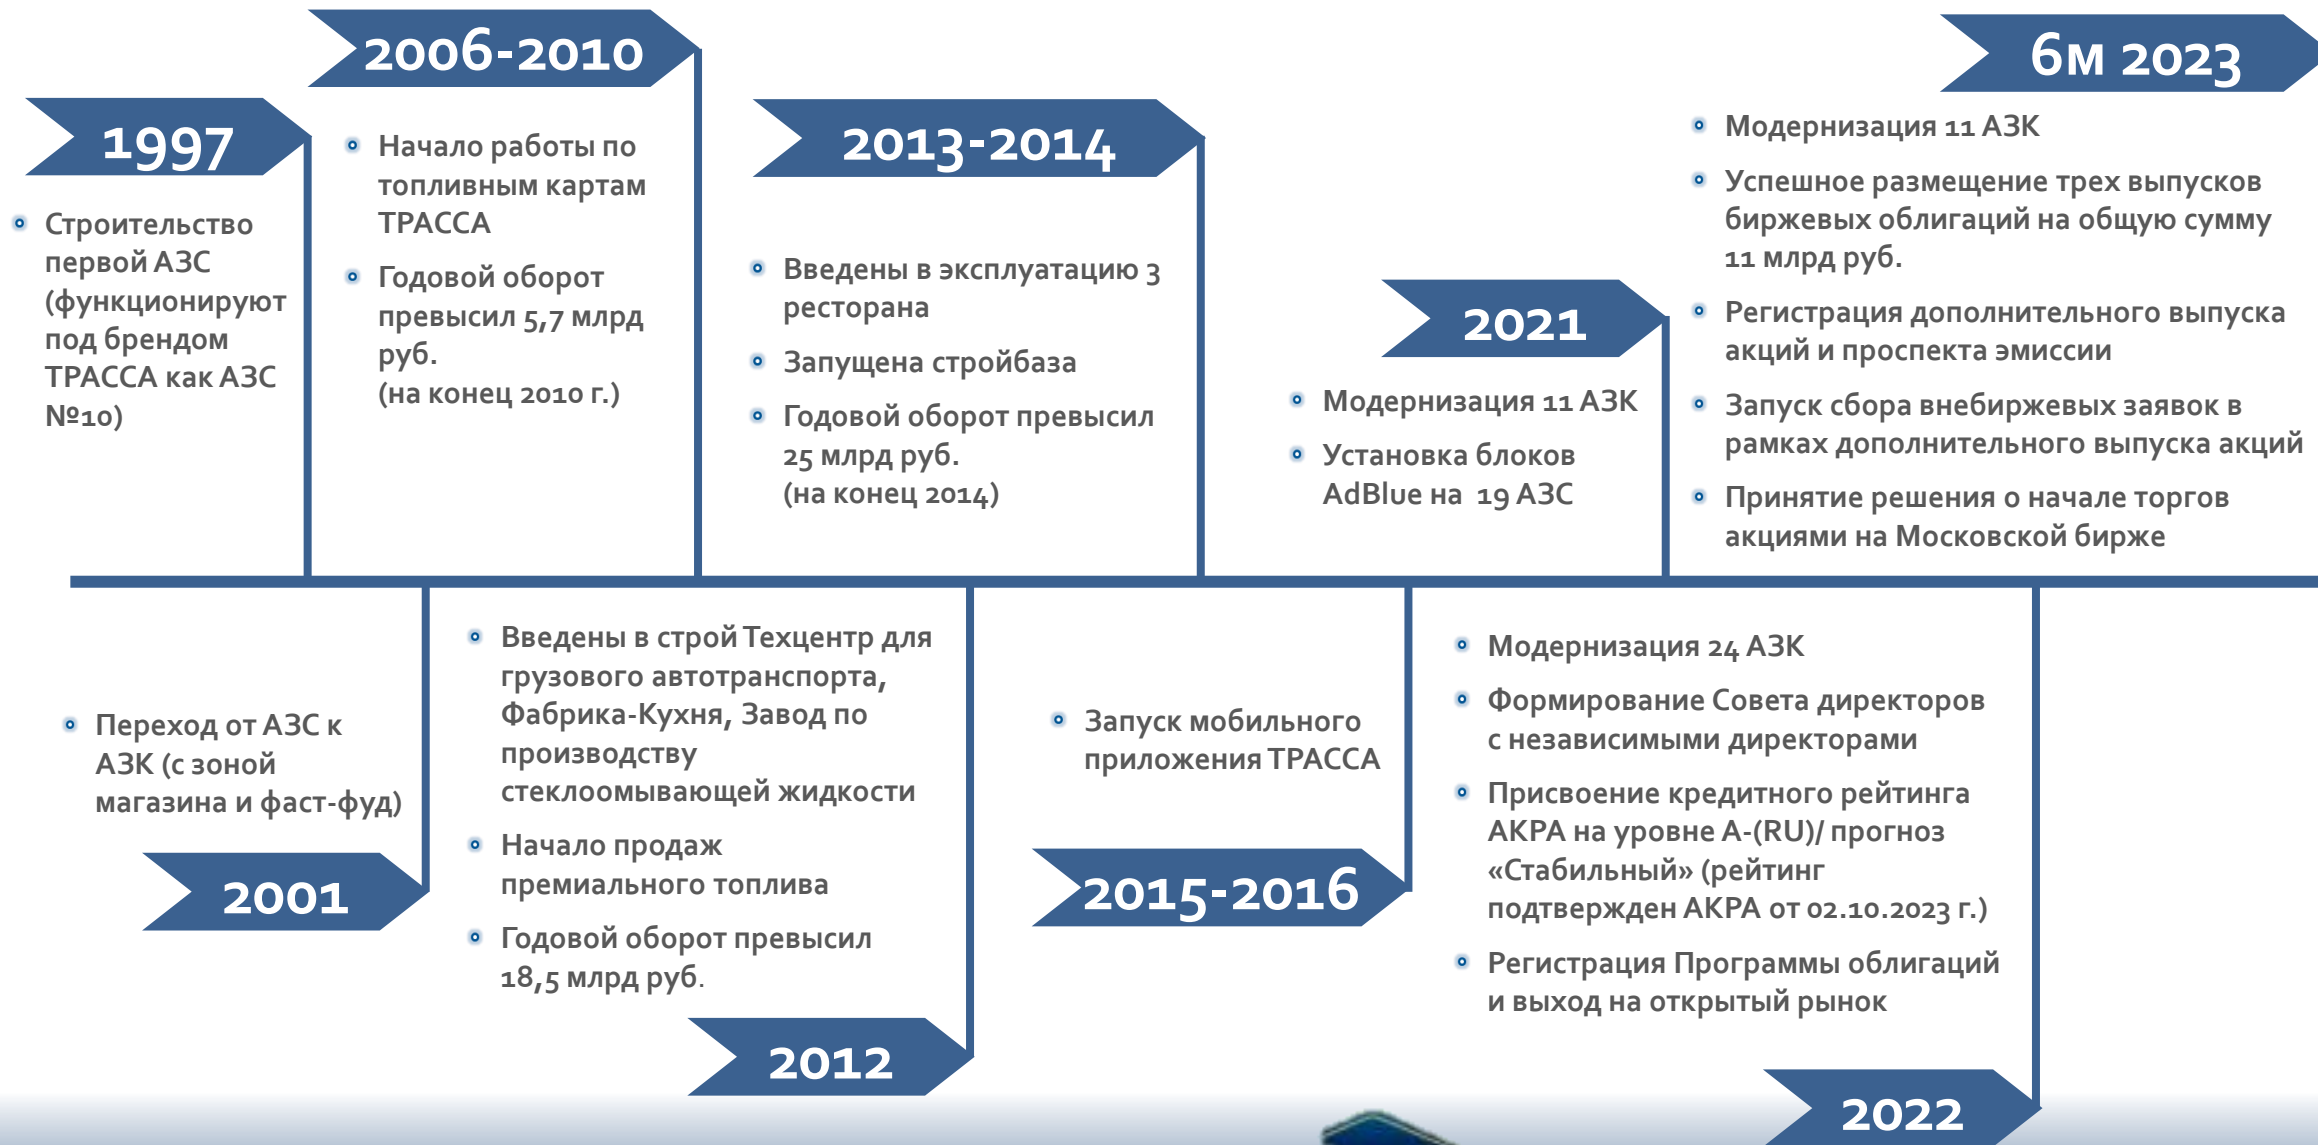 1997
Строительство
первой АЗС
(функционируют
под брендом
ТРАССА как АЗС
№10)
2001
Переход от АЗС к
АЗК (с зоной
магазина и фаст-фуд)
2006-2010
Начало работы по
топливным картам
ТРАССА
Годовой оборот
превысил 5,7 млрд
руб.
(на конец 2010 г.)
2012
Введены в строй Техцентр для
грузового автотранспорта,
Фабрика-Кухня, Завод по
производству
стеклоомывающей жидкости
Начало продаж
премиального топлива
Годовой оборот превысил
18,5 млрд руб.
2013-2014
Введены в эксплуатацию 3
ресторана
Запущена стройбаза
Годовой оборот превысил
25 млрд руб.
(на конец 2014)
2015-2016
Запуск мобильного
приложения ТРАССА
2021
Модернизация 11 АЗК
Установка блоков
AdBlue на 19 АЗС
2022
Модернизация 24 АЗК
Формирование Совета директоров
с независимыми директорами
Присвоение кредитного рейтинга
АКРА на уровне А-(RU)/ прогноз
«Стабильный» (рейтинг
подтвержден АКРА от 02.10.2023 г.)
Регистрация Программы облигаций
и выход на открытый рынок
6м 2023
Модернизация 11 АЗК
Успешное размещение трех выпусков
биржевых облигаций на общую сумму
11 млрд руб.
Регистрация дополнительного выпуска
акций и проспекта эмиссии
Запуск сбора внебиржевых заявок в
рамках дополнительного выпуска акций
Принятие решения о начале торгов
акциями на Московской бирже